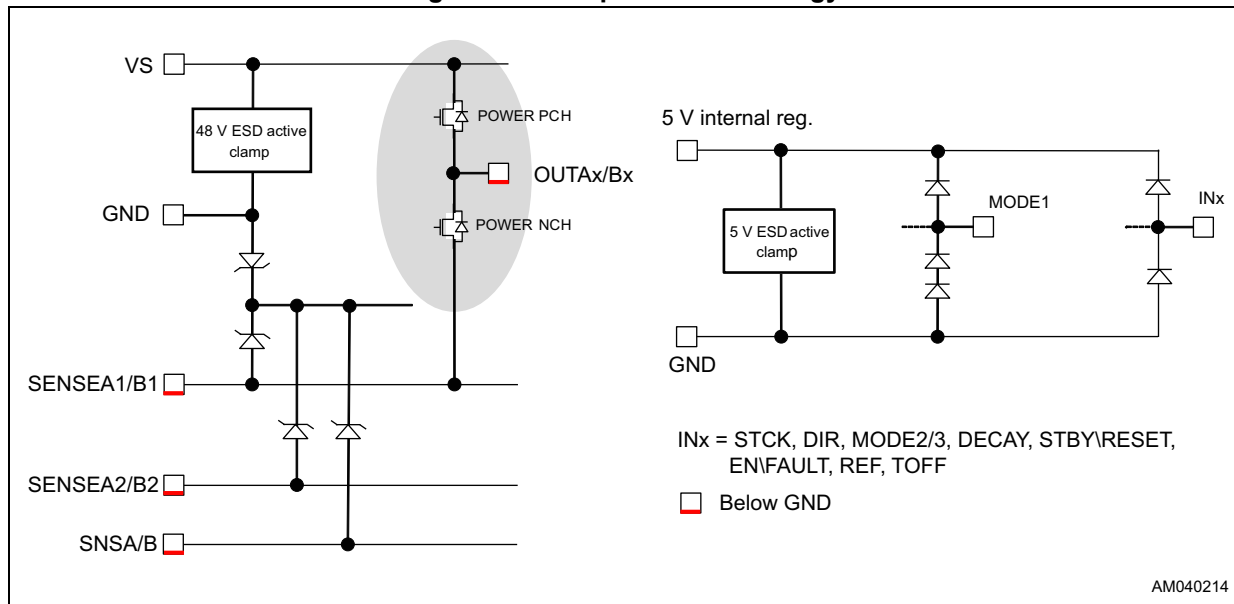 VS
48 V ESD active
clamp
POWER PCH
OUTAx/Bx
GND
POWER NCH
SENSEA1/B1
SENSEA2/B2
SNSA/B
5 V internal reg.
MODE1
INx
5 V ESD active
clamp
GND
INx = STCK, DIR, MODE2/3, DECAY, STBY\RESET,
EN\FAULT, REF, TOFF
Below GND
AM040214